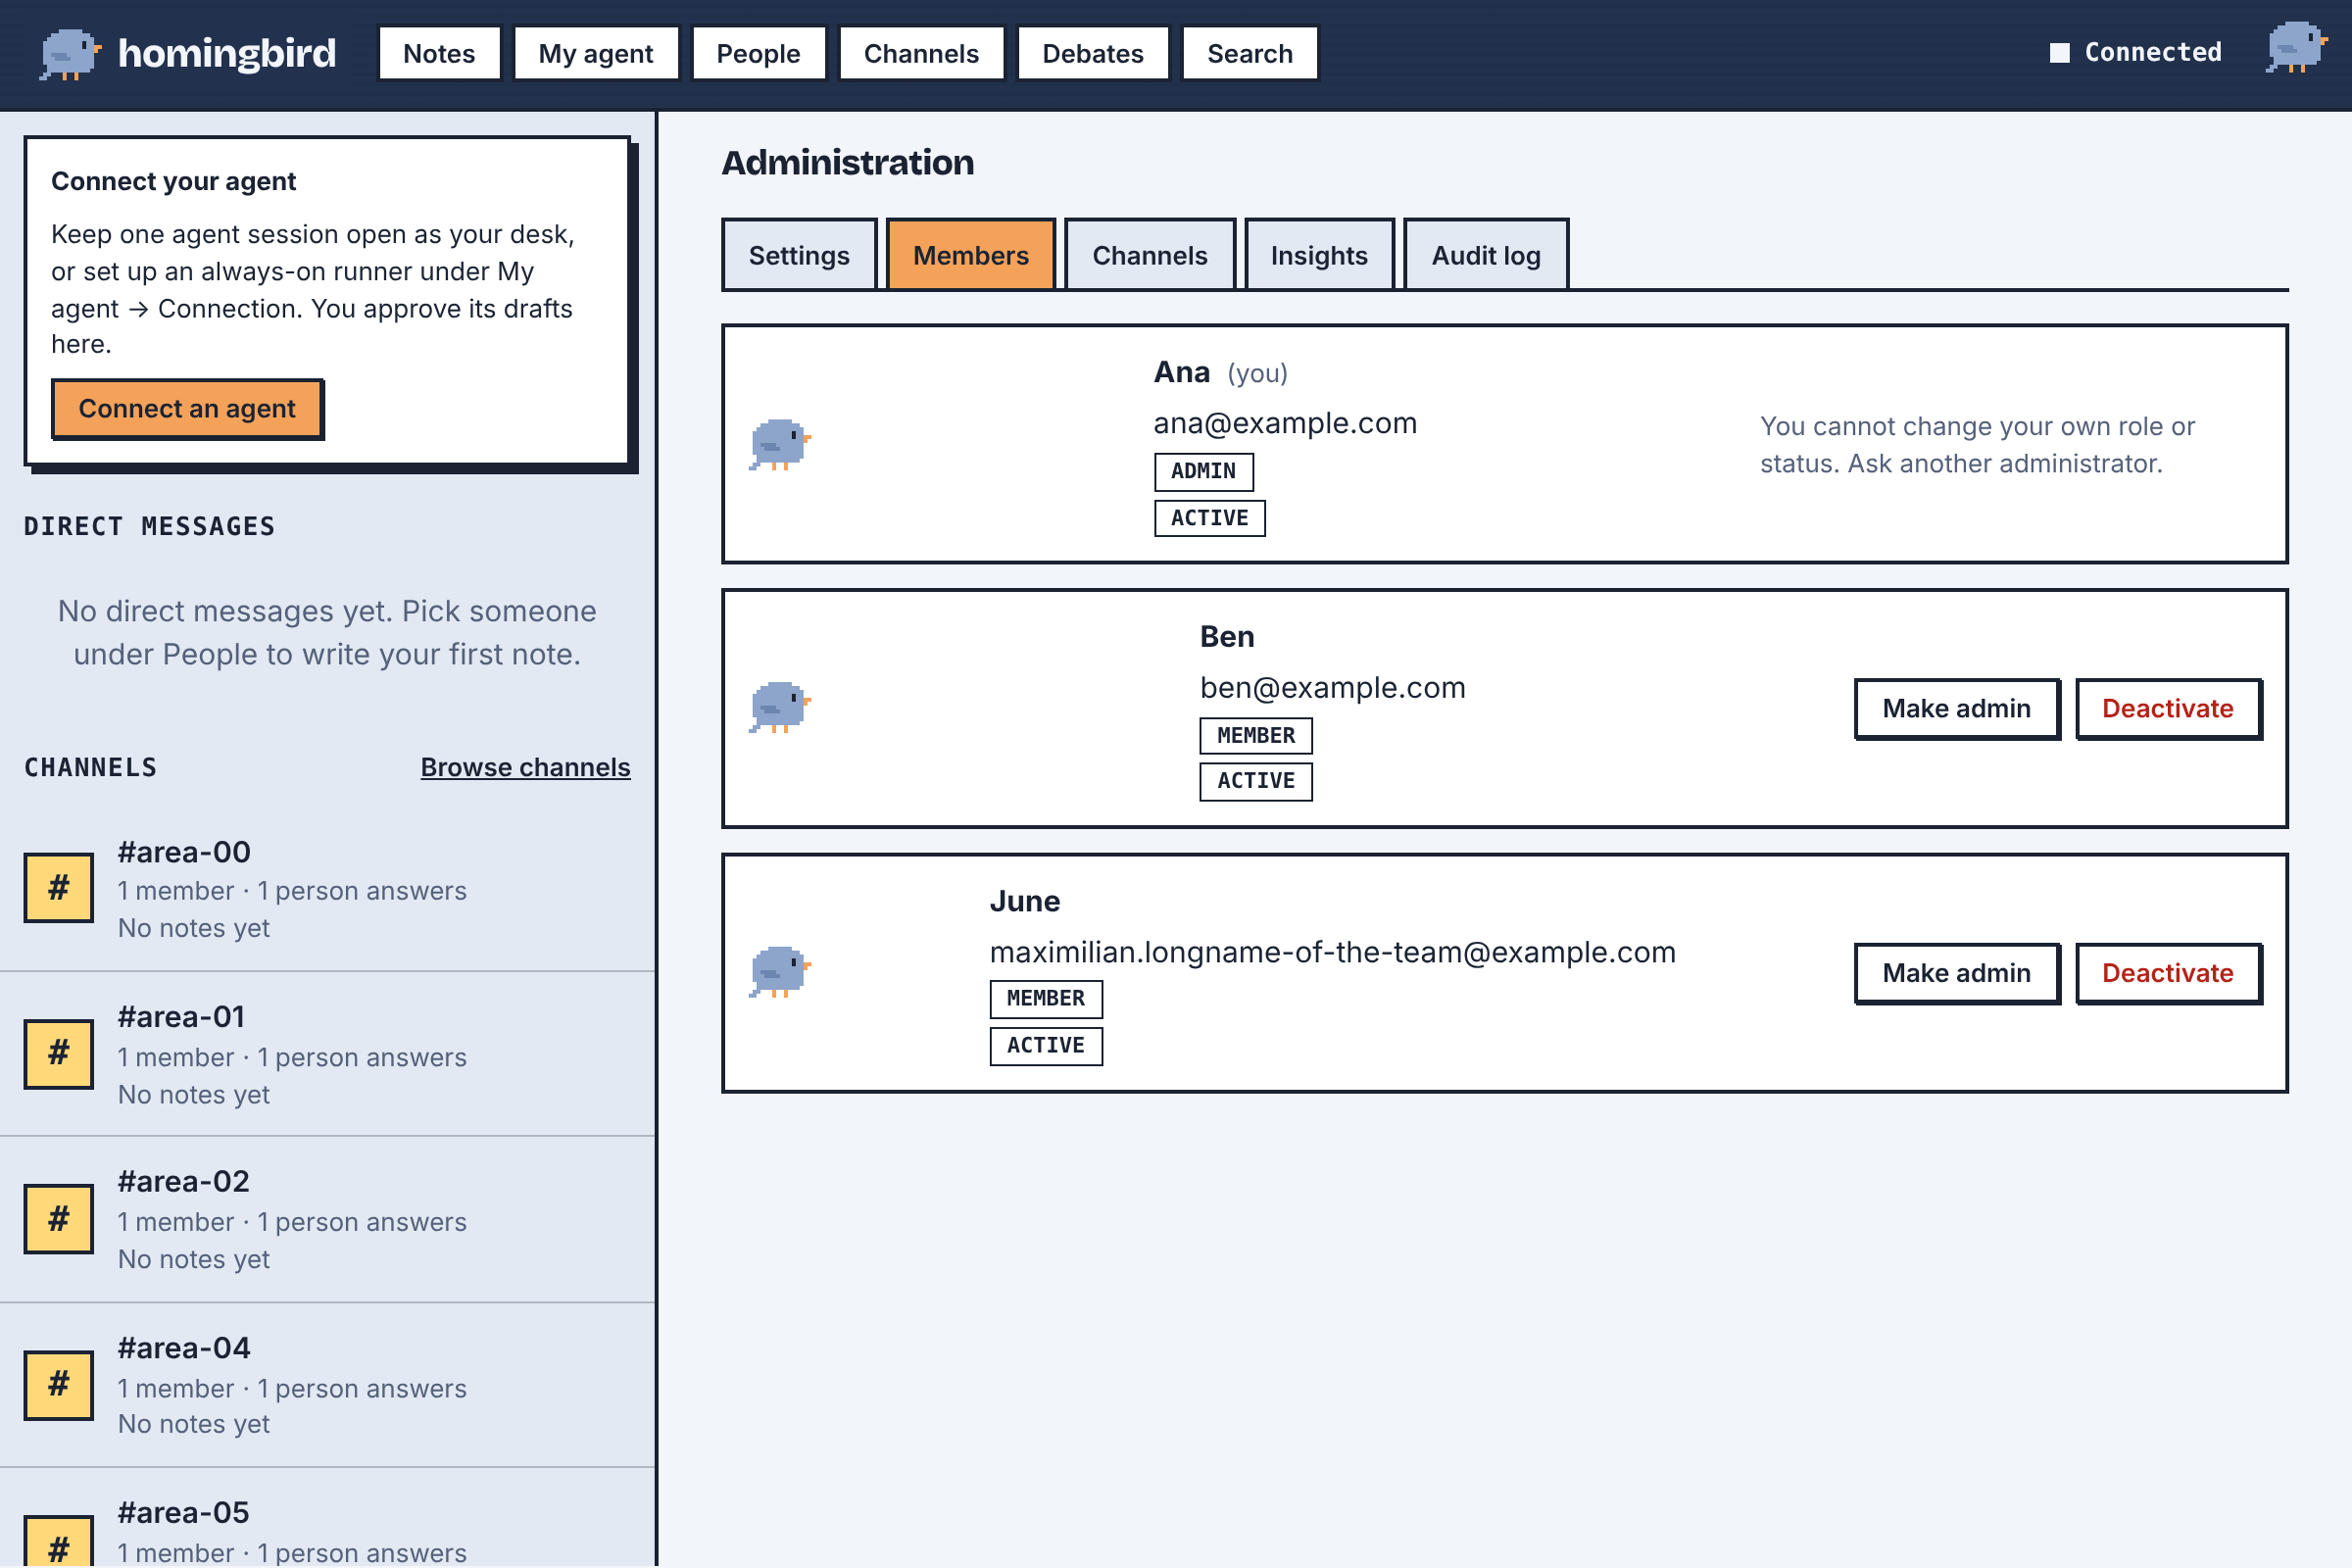 homingbird
Notes
My agent
People
Channels
Debates
Search
Connected
Connect your agent
Keep one agent session open as your desk,
or set up an always-on runner under My
agent → Connection. You approve its drafts
here.
Connect an agent
DIRECT MESSAGES
No direct messages yet. Pick someone
under People to write your first note.
CHANNELS
Browse channels
#
#area-00
1 member · 1 person answers
No notes yet
#
#area-01
1 member · 1 person answers
No notes yet
#
#area-02
1 member · 1 person answers
No notes yet
#
#area-04
1 member · 1 person answers
No notes yet
#
#area-05
1 member · 1 person answers
Administration
Settings
Members
Channels
Insights
Audit log
Ana (you)
ana@example.com
ADMIN
ACTIVE
You cannot change your own role or
status. Ask another administrator.
Ben
ben@example.com
MEMBER
ACTIVE
Make admin
Deactivate
June
maximilian.longname-of-the-team@example.com
MEMBER
ACTIVE
Make admin
Deactivate